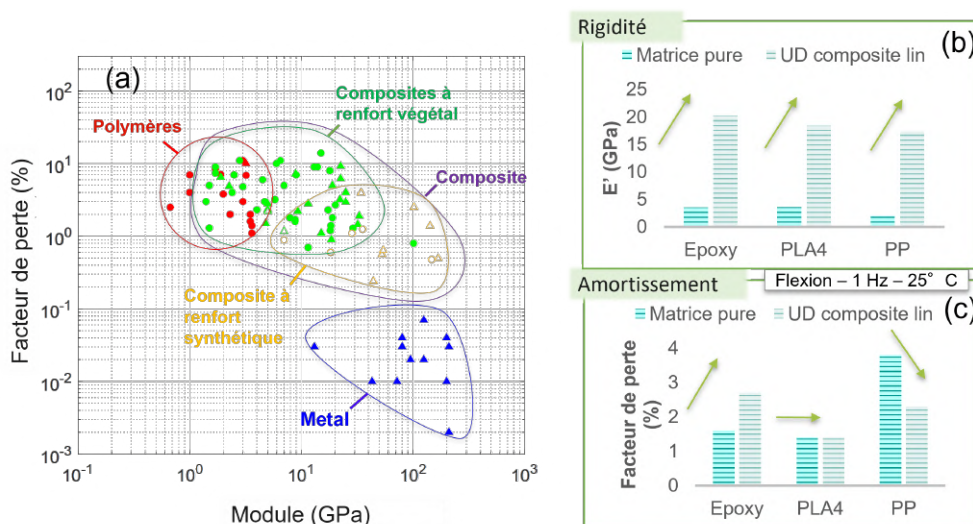 (a)
Facteur de perte (%)
10²
10¹
10⁰
10⁻¹
10⁻²
10⁻³
10⁻¹ 10⁰ 10¹ 10² 10³
Module (GPa)
Polymères
Composites à
renfort végétal
Composite
Composite à
renfort
synthétique
Metal
Rigidité
(b)
Matrice pure UD composite lin
E' (GPa)
25
20
15
10
5
0
Epoxy PLA4 PP
Amortissement
Flexion – 1 Hz – 25° C
(c)
Matrice pure UD composite lin
Facteur de perte
(%)
4
3
2
1
0
Epoxy PLA4 PP